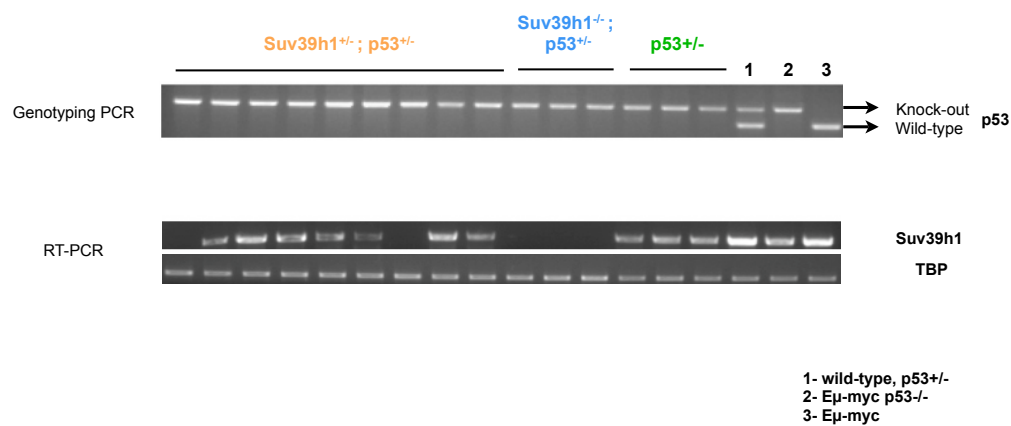 Suv39h1+/- ; p53+/-
Suv39h1-/- ;
p53+/-
p53+/-
1 2 3
Genotyping PCR
Knock-out
Wild-type
p53
RT-PCR
Suv39h1
TBP
1- wild-type, p53+/-
2- Eμ-myc p53-/-
3- Eμ-myc